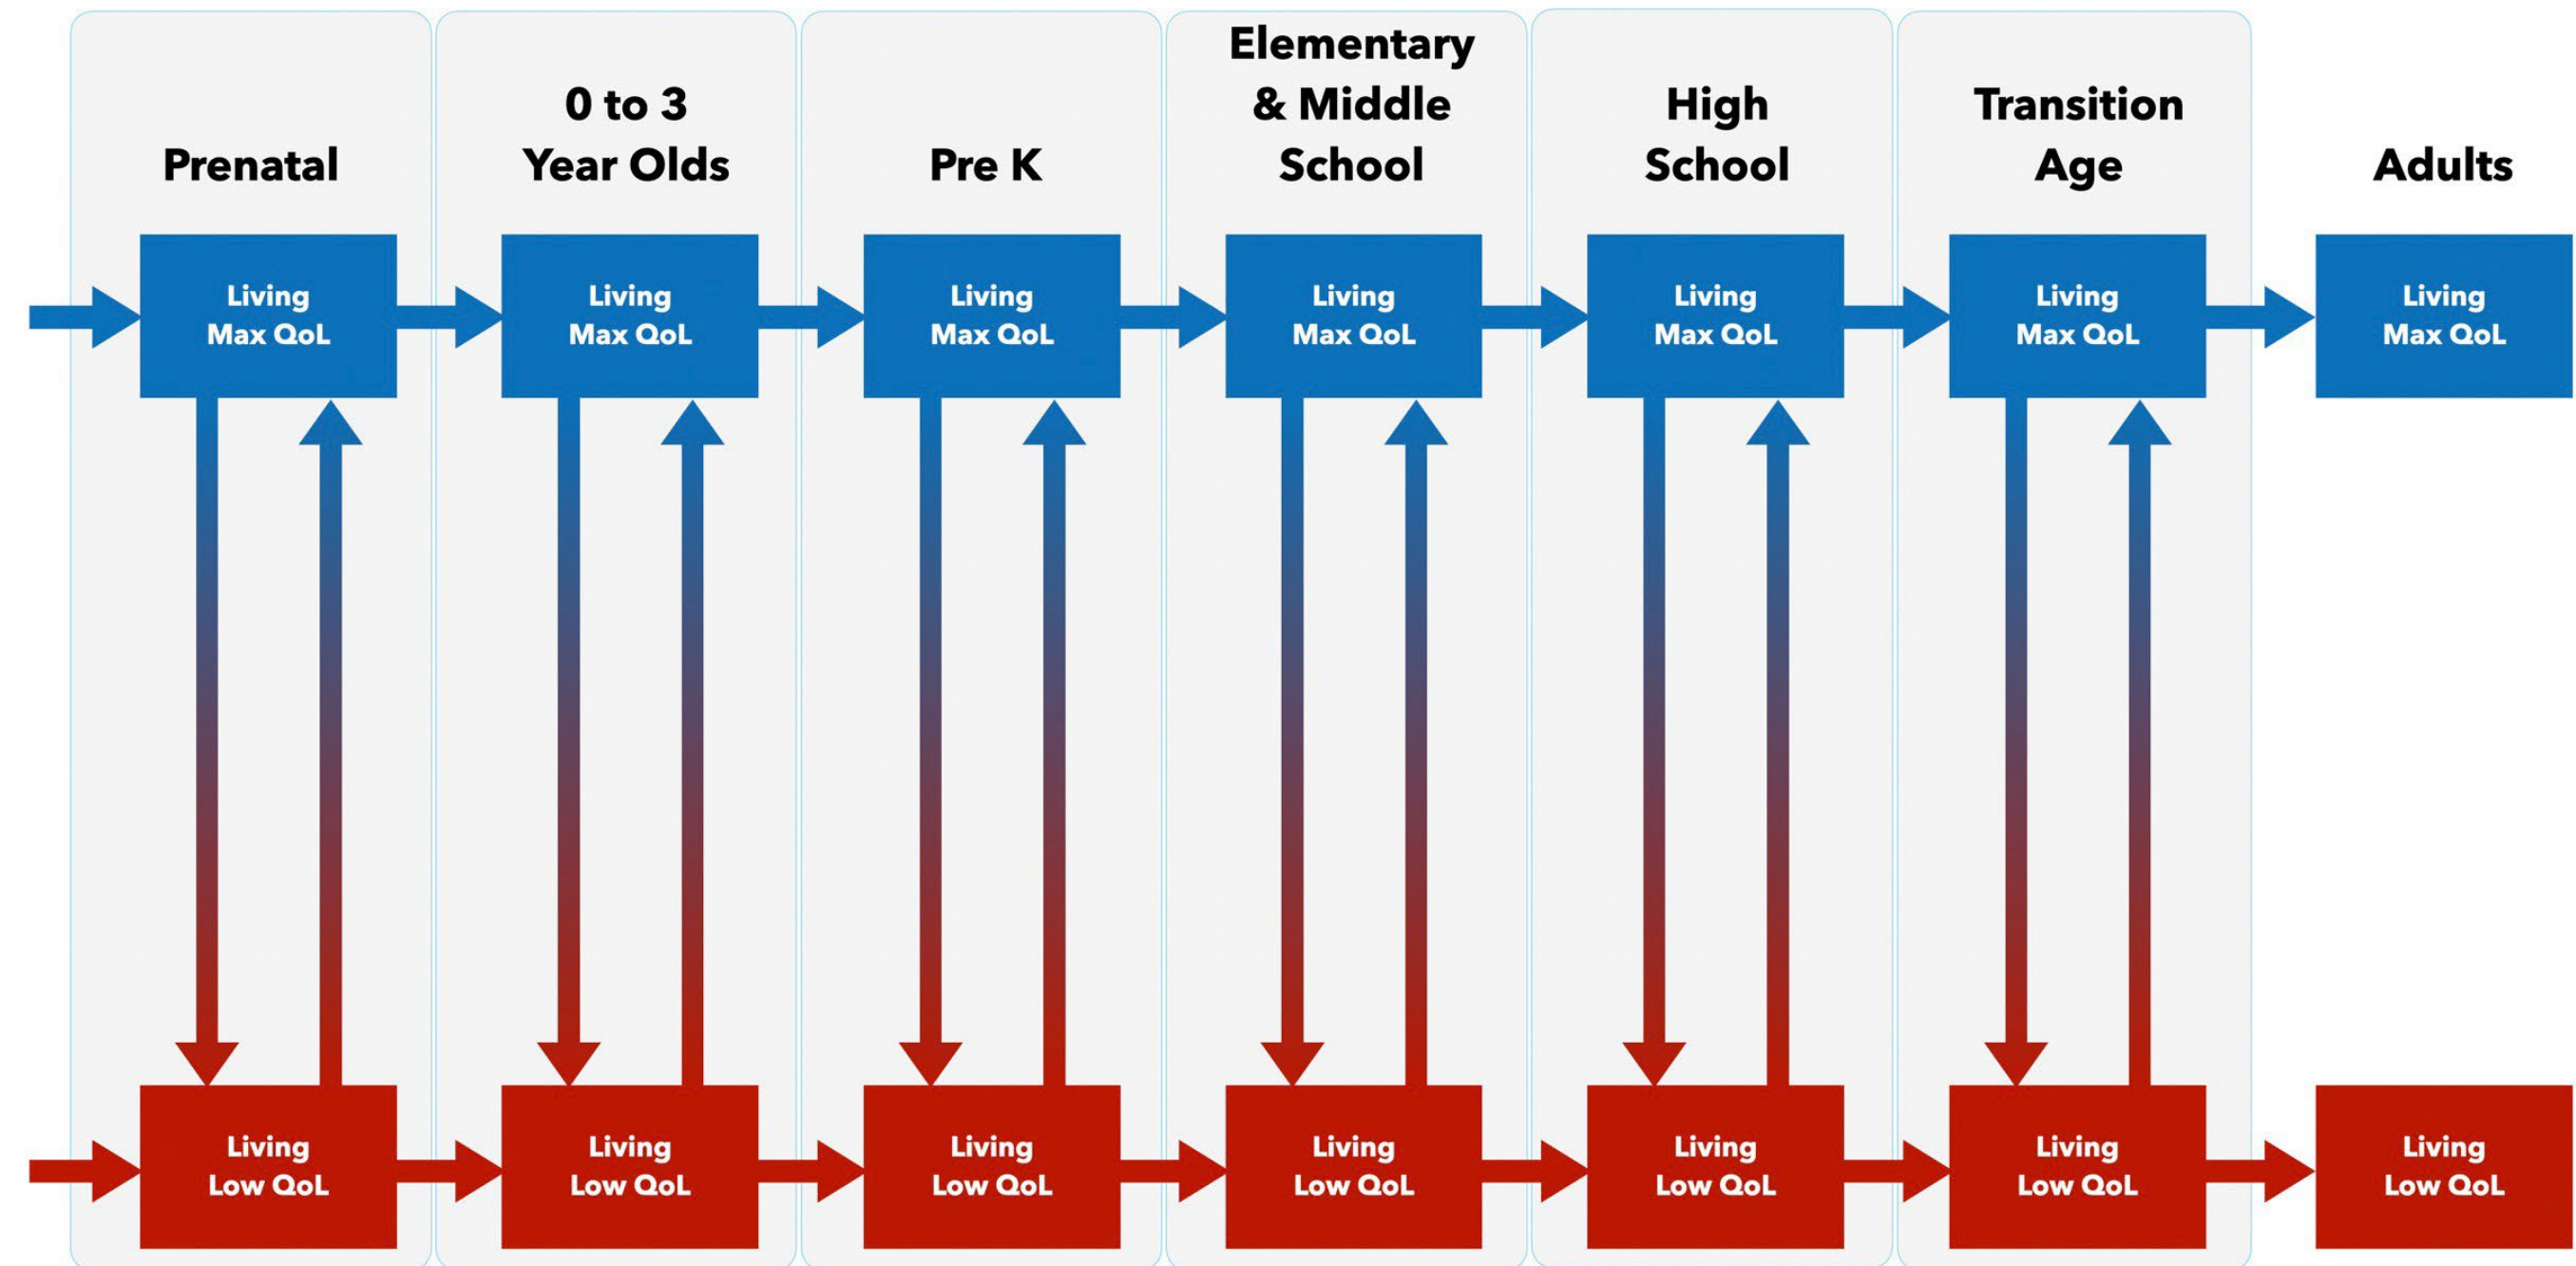 Prenatal
0 to 3
Year Olds
Pre K
Elementary
& Middle
School
High
School
Transition
Age
Adults
Living
Max QoL
Living
Max QoL
Living
Max QoL
Living
Max QoL
Living
Max QoL
Living
Max QoL
Living
Max QoL
Living
Low QoL
Living
Low QoL
Living
Low QoL
Living
Low QoL
Living
Low QoL
Living
Low QoL
Living
Low QoL